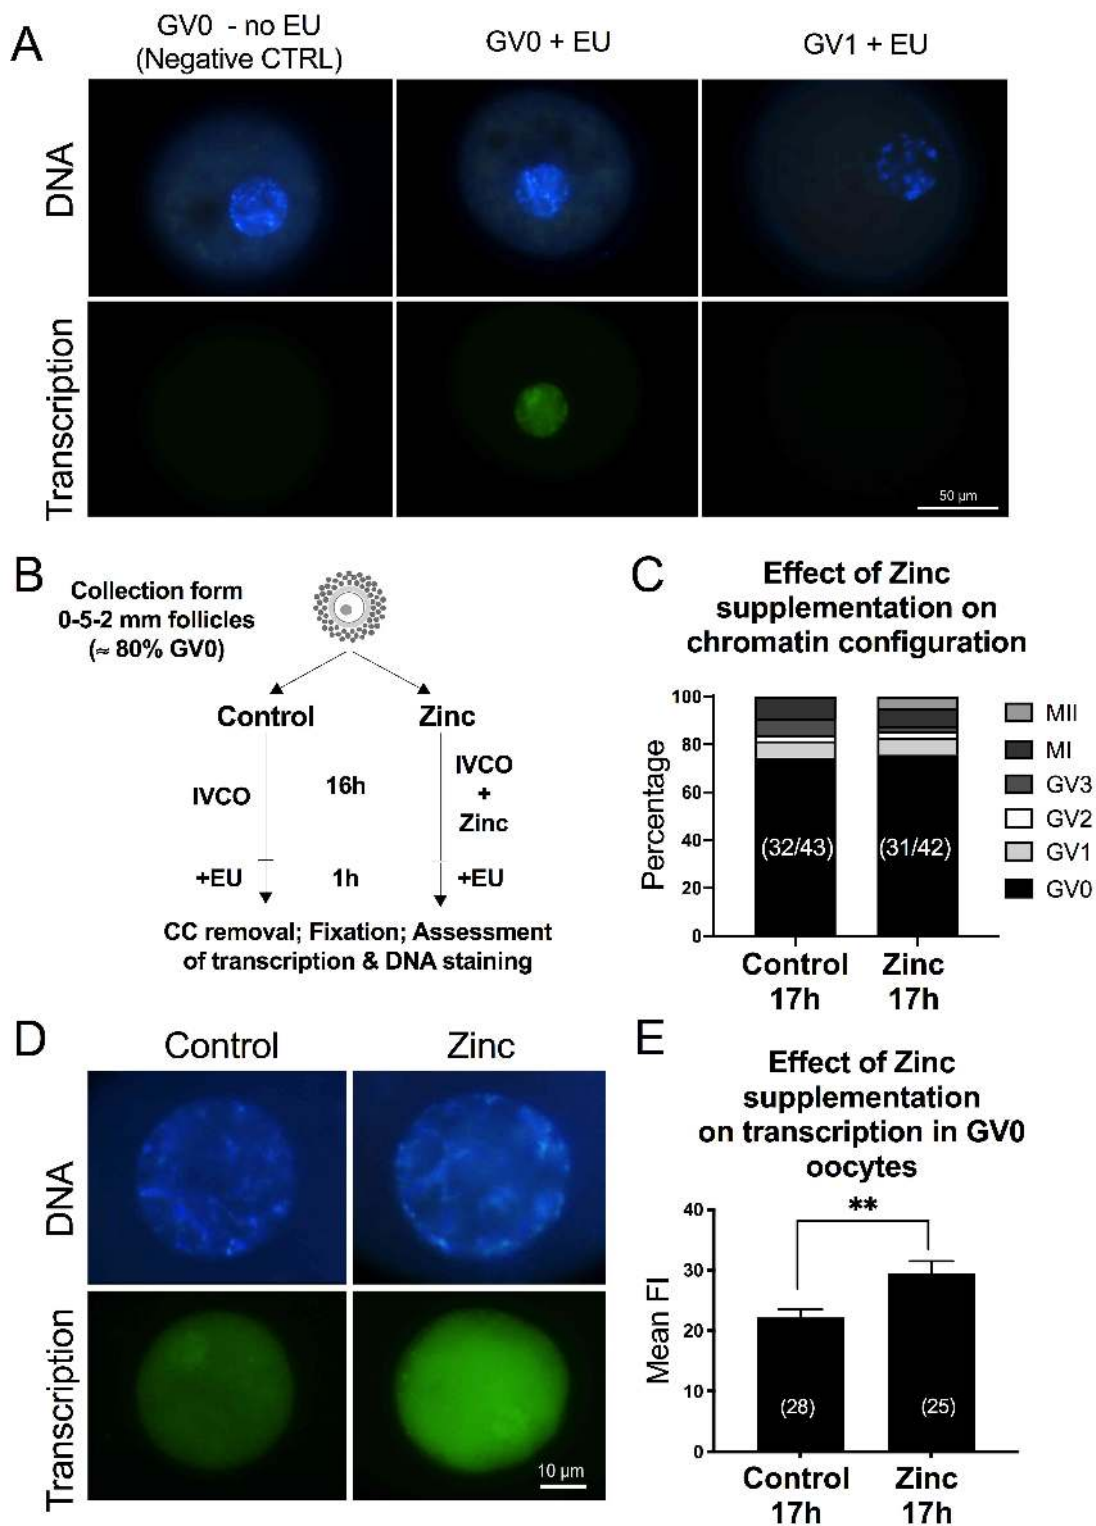 A
GV0 - no EU
(Negative CTRL)
GV0 + EU
GV1 + EU
DNA
Transcription
50 µm
B
Collection form
0-5-2 mm follicles
(≈ 80% GV0)
Control
Zinc
IVCO
16h
IVCO
+
Zinc
+EU
1h
+EU
CC removal; Fixation; Assessment
of transcription & DNA staining
C
Effect of Zinc
supplementation on
chromatin configuration
Percentage
100
80
60
40
20
0
(32/43)
(31/42)
MII
MI
GV3
GV2
GV1
GV0
Control
17h
Zinc
17h
D
Control
Zinc
DNA
Transcription
10 µm
E
Effect of Zinc
supplementation
on transcription in GV0
oocytes
**
Mean FI
40
30
20
10
0
(28)
(25)
Control
17h
Zinc
17h